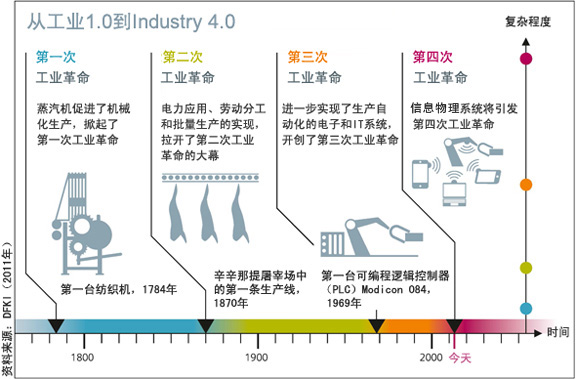 从工业1.0到Industry 4.0
复杂程度
第一次
工业革命
蒸汽机促进了机械
化生产，掀起了
第一次工业革命
第二次
工业革命
电力应用、劳动分工
和批量生产的实现，
拉开了第二次工业
革命的大幕
第三次
工业革命
进一步实现了生产自
动化的电子和IT系统，
开创了第三次工业革命
第四次
工业革命
信息物理系统将引发
第四次工业革命
第一台纺织机，1784年
辛辛那提屠宰场中
的第一条生产线，
1870年
第一台可编程逻辑控制器
（PLC）Modicon 084，
1969年
时间
1800
1900
2000
今天
资料来源：DFKI（2011年）